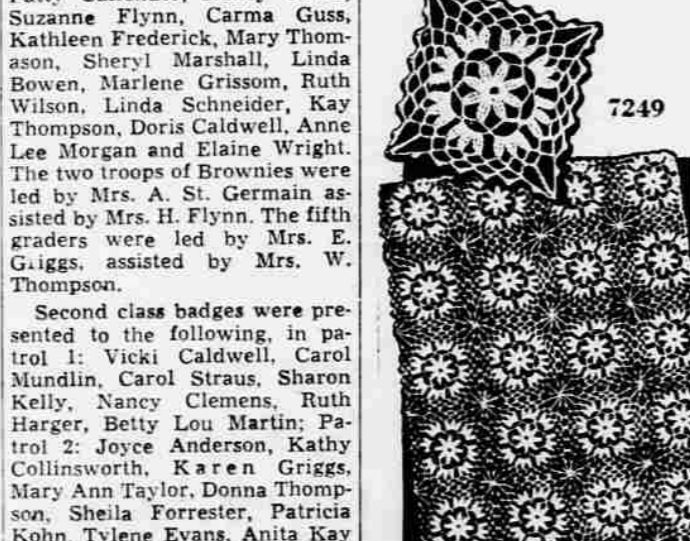 Suzanne Flynn, Carma Guss,
Kathleen Frederick, Mary Thom-
ason, Sheryl Marshall, Linda
Bowen, Marlene Grissom, Ruth
Wilson, Linda Schneider, Kay
Thompson, Doris Caldwell, Anne
Lee Morgan and Elaine Wright.
The two troops of Brownies were
led by Mrs. A. St. Germain as-
sisted by Mrs. H. Flynn. The fifth
graders were led by Mrs. E.
Griggs, assisted by Mrs. W.
Thompson.
Second class badges were pre-
sented to the following, in pa-
trol 1: Vicki Caldwell, Carol
Mundlin, Carol Straus, Sharon
Kelly, Nancy Clemens, Ruth
Harger, Betty Lou Martin; Pa-
trol 2: Joyce Anderson, Kathy
Collinsworth, Karen Griggs,
Mary Ann Taylor, Donna Thomp-
son, Sheila Forrester, Patricia
Kohn, Tylene Evans, Anita Kay
7249